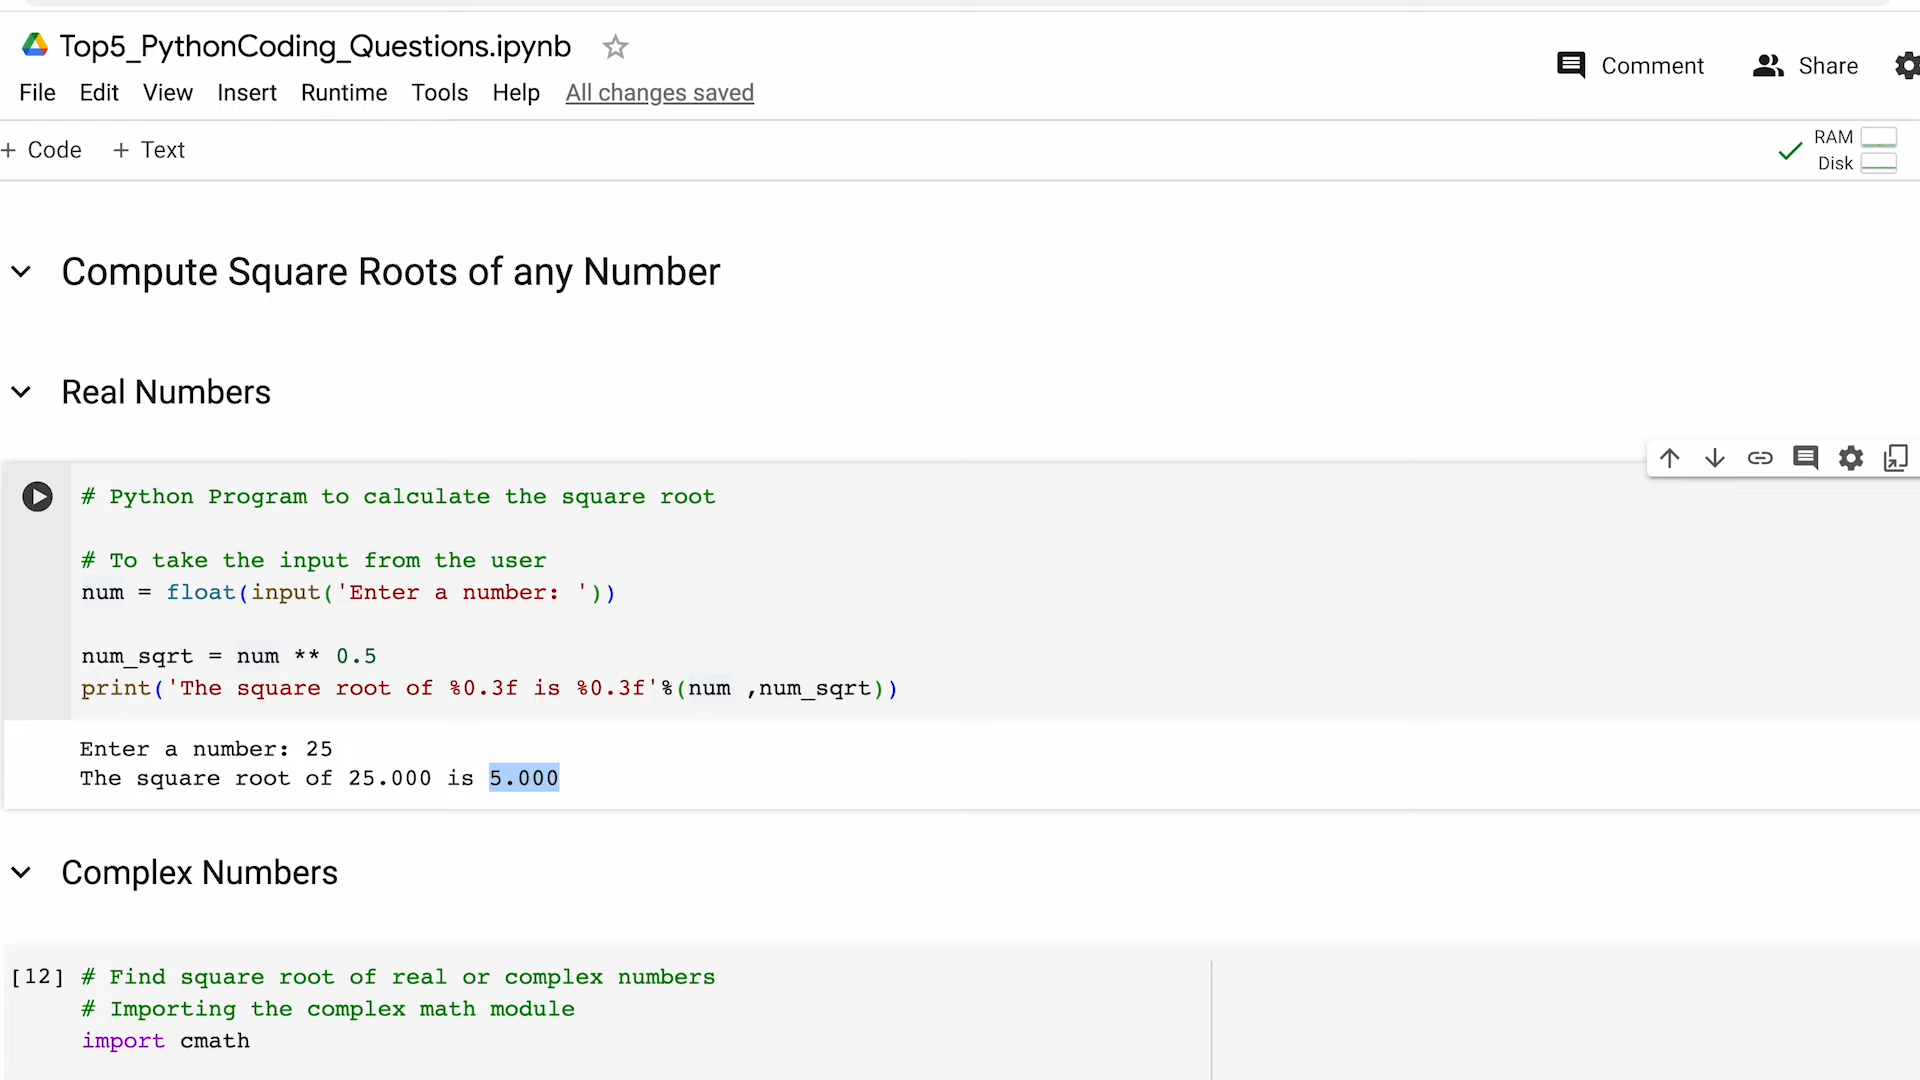 Top5_PythonCoding_Questions.ipynb
Comment Share
File Edit View Insert Runtime Tools Help All changes saved
+ Code + Text
RAM
Disk
Compute Square Roots of any Number
Real Numbers
# Python Program to calculate the square root
# To take the input from the user
num = float(input('Enter a number: '))
num_sqrt = num ** 0.5
print('The square root of %0.3f is %0.3f'%(num ,num_sqrt))
Enter a number: 25
The square root of 25.000 is 5.000
Complex Numbers
[12] # Find square root of real or complex numbers
# Importing the complex math module
import cmath